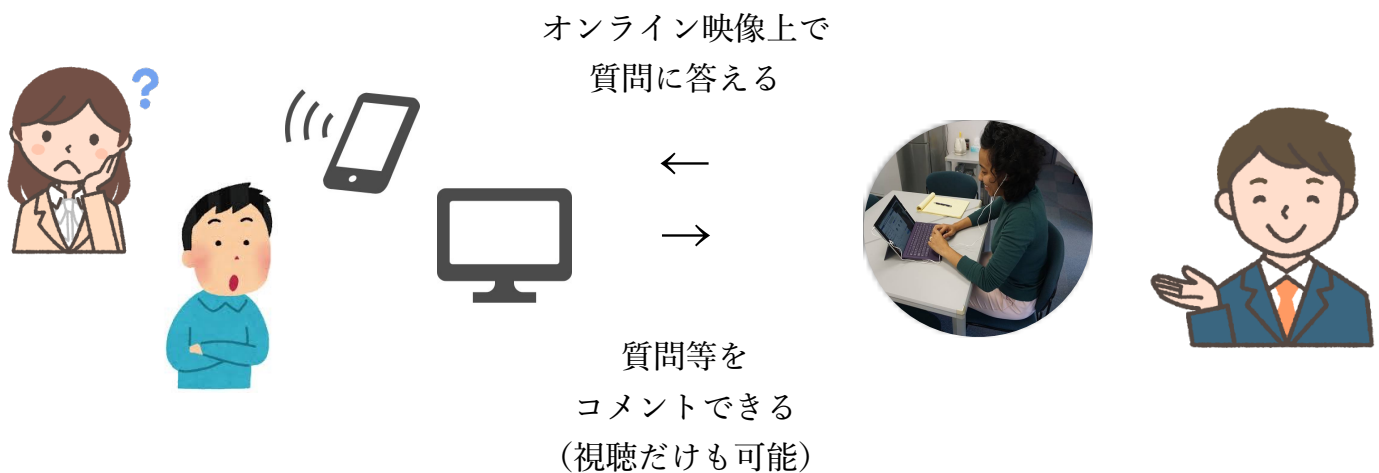 オンライン映像上で
質問に答える
?
←
→
質問等を
コメントできる
（視聴だけも可能）